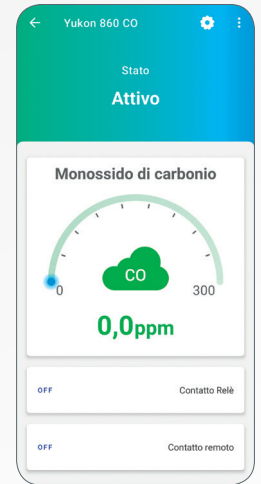 Yukon 860 CO
Stato
Attivo
Monossido di carbonio
CO
0
300
0,0ppm
OFF Contatto Relè
OFF Contatto remoto